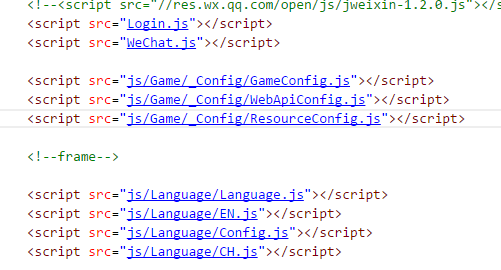 <!--<script src="//res.wx.qq.com/open/js/jweixin-1.2.0.js"></s
<script src="Login.js"></script>
<script src="WeChat.js"></script>
<script src="js/Game/_Config/GameConfig.js"></script>
<script src="js/Game/_Config/WebApiConfig.js"></script>
<script src="js/Game/_Config/ResourceConfig.js"></script>
<!--frame-->
<script src="js/Language/Language.js"></script>
<script src="js/Language/EN.js"></script>
<script src="js/Language/Config.js"></script>
<script src="js/Language/CH.js"></script>